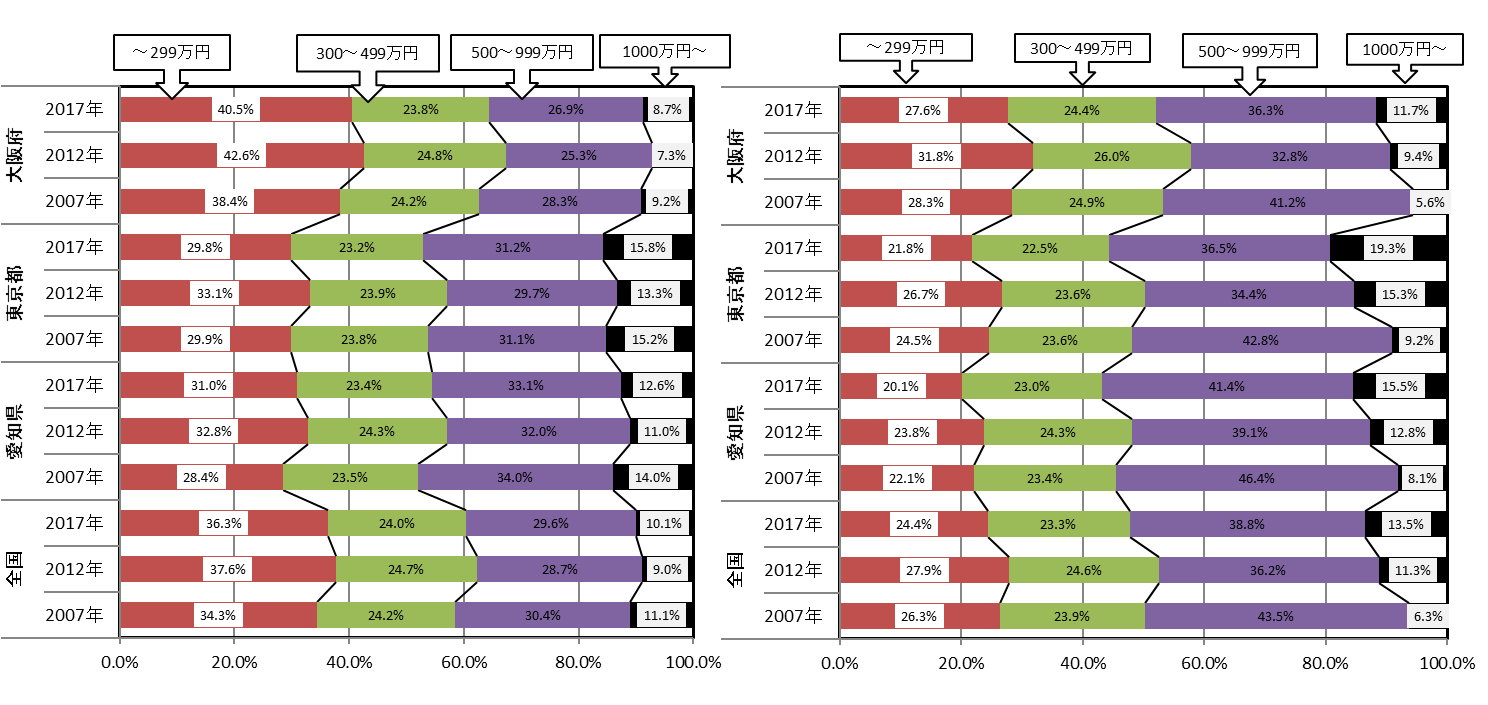 ～299万円 300～499万円 500～999万円 1000万円～
大阪府
2017年 40.5% 23.8% 26.9% 8.7%
2012年 42.6% 24.8% 25.3% 7.3%
2007年 38.4% 24.2% 28.3% 9.2%
東京都
2017年 29.8% 23.2% 31.2% 15.8%
2012年 33.1% 23.9% 29.7% 13.3%
2007年 29.9% 23.8% 31.1% 15.2%
愛知県
2017年 31.0% 23.4% 33.1% 12.6%
2012年 32.8% 24.3% 32.0% 11.0%
2007年 28.4% 23.5% 34.0% 14.0%
全国
2017年 36.3% 24.0% 29.6% 10.1%
2012年 37.6% 24.7% 28.7% 9.0%
2007年 34.3% 24.2% 30.4% 11.1%
0.0% 20.0% 40.0% 60.0% 80.0% 100.0%
～299万円 300～499万円 500～999万円 1000万円～
大阪府
2017年 27.6% 24.4% 36.3% 11.7%
2012年 31.8% 26.0% 32.8% 9.4%
2007年 28.3% 24.9% 41.2% 5.6%
東京都
2017年 21.8% 22.5% 36.5% 19.3%
2012年 26.7% 23.6% 34.4% 15.3%
2007年 24.5% 23.6% 42.8% 9.2%
愛知県
2017年 20.1% 23.0% 41.4% 15.5%
2012年 23.8% 24.3% 39.1% 12.8%
2007年 22.1% 23.4% 46.4% 8.1%
全国
2017年 24.4% 23.3% 38.8% 13.5%
2012年 27.9% 24.6% 36.2% 11.3%
2007年 26.3% 23.9% 43.5% 6.3%
0.0% 20.0% 40.0% 60.0% 80.0% 100.0%